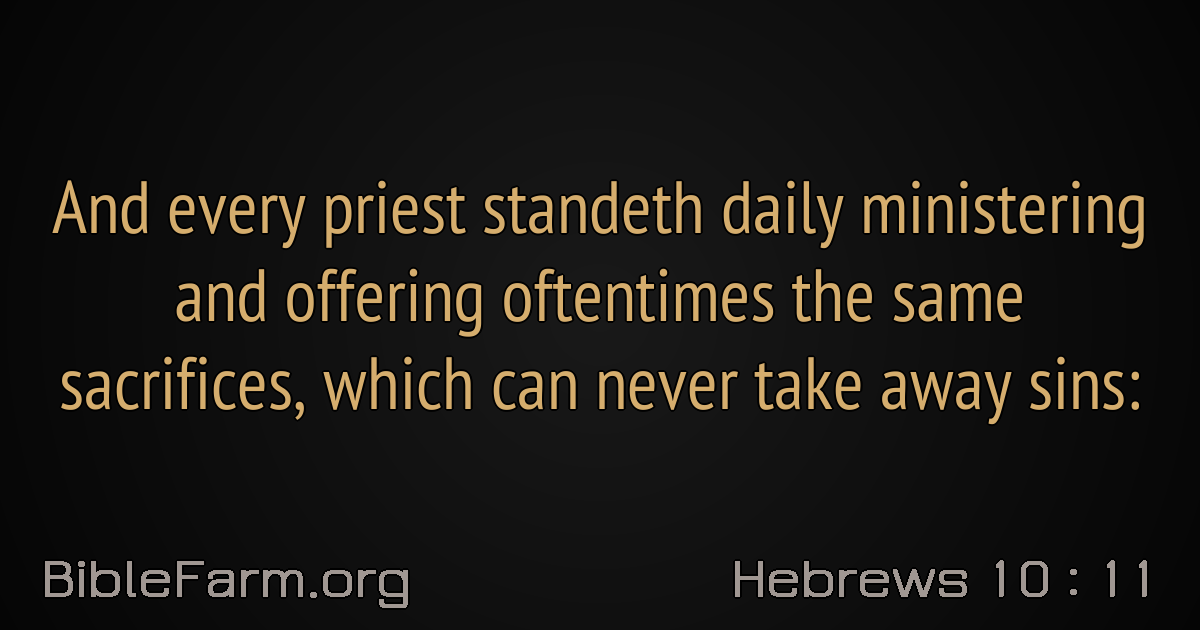 And every priest standeth daily ministering
and offering oftentimes the same
sacrifices, which can never take away sins:
BibleFarm.org
Hebrews 10 : 11